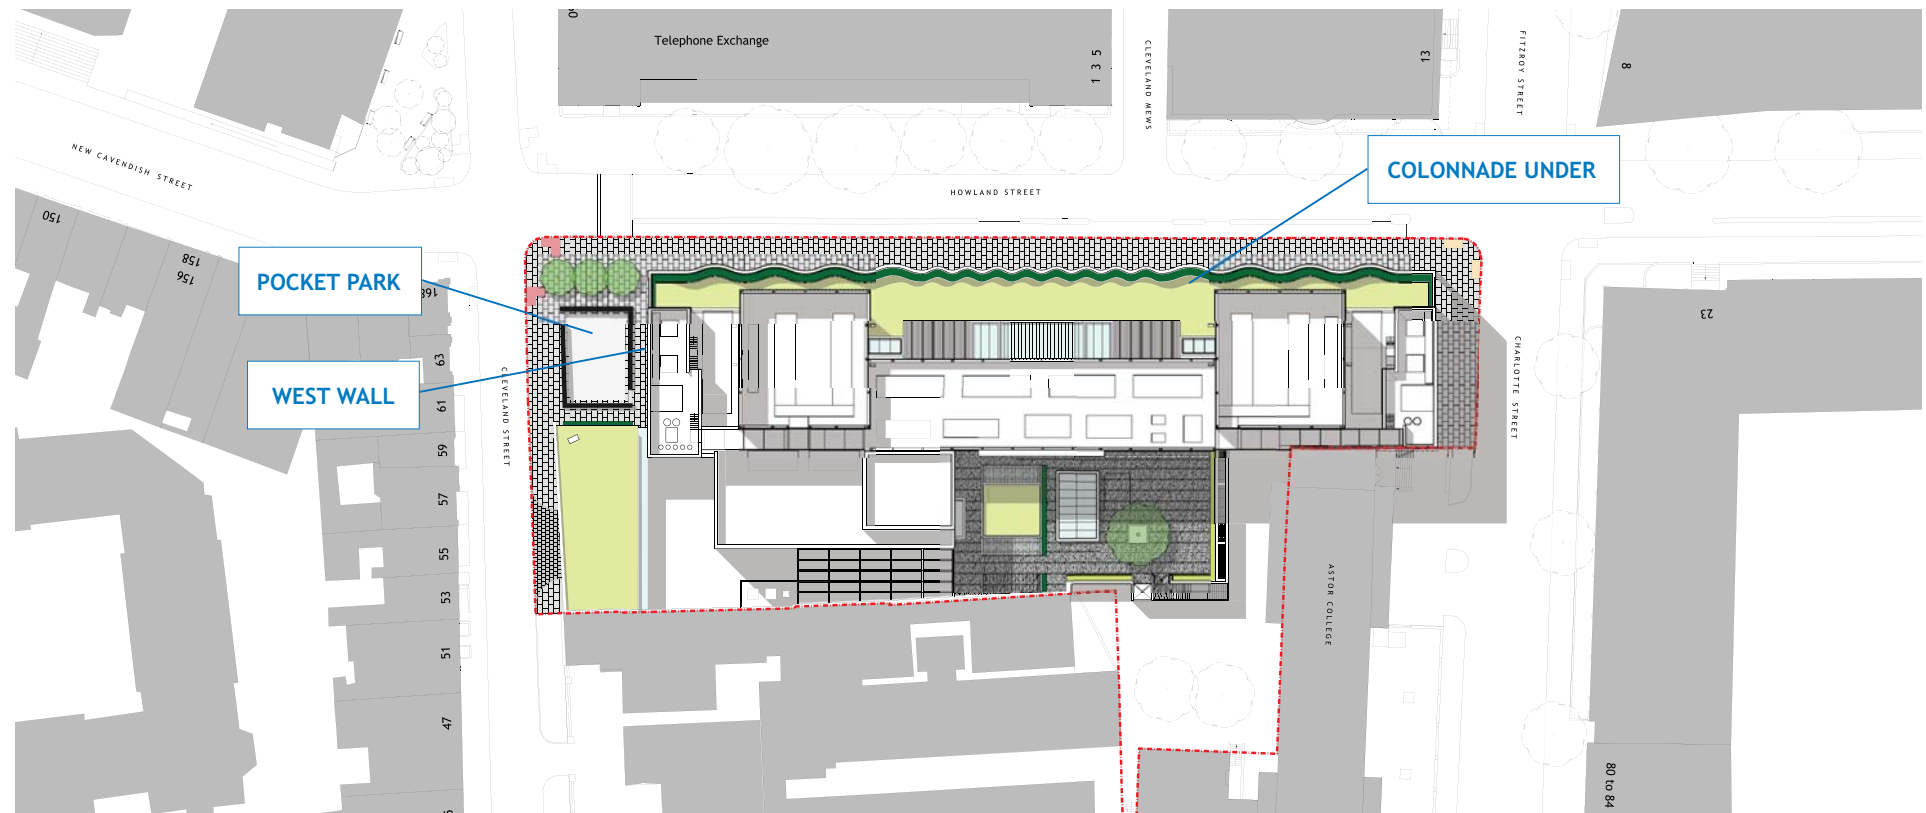 Telephone Exchange
135
CLEVELAND MEWS
13
FITZROY STREET
8
NEW CAVENDISH STREET
COLONNADE UNDER
HOWLAND STREET
150
158
156
POCKET PARK
168
23
63
WEST WALL
61
CLEVELAND STREET
CHARLOTTE STREET
59
57
55
53
ASTOR COLLEGE
51
47
80 to 84